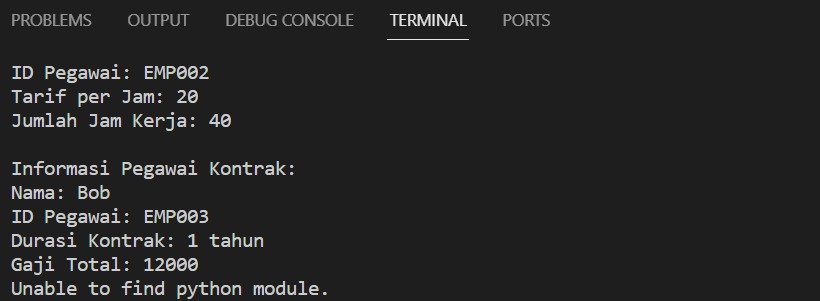 PROBLEMS OUTPUT DEBUG CONSOLE TERMINAL PORTS
ID Pegawai: EMP002
Tarif per Jam: 20
Jumlah Jam Kerja: 40
Informasi Pegawai Kontrak:
Nama: Bob
ID Pegawai: EMP003
Durasi Kontrak: 1 tahun
Gaji Total: 12000
Unable to find python module.